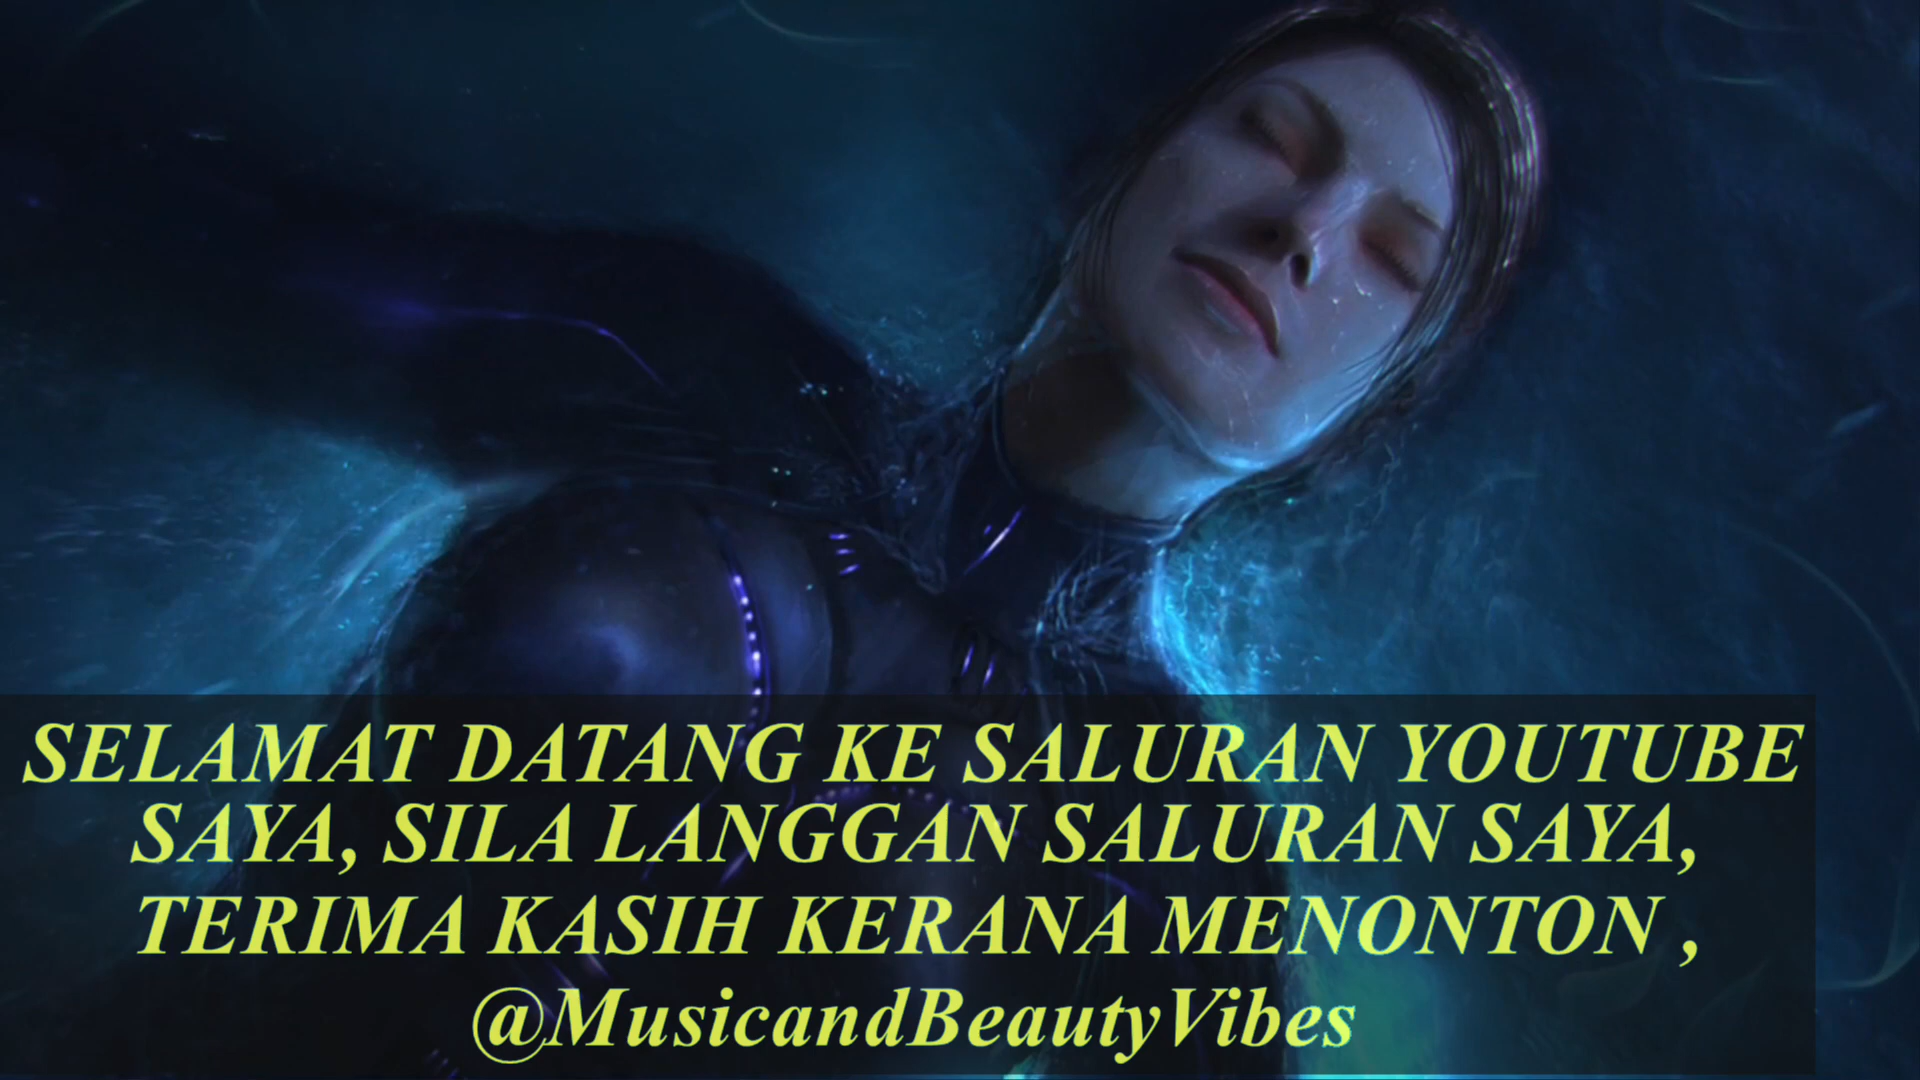 SELAMAT DATANG KE SALURAN YOUTUBE
SAYA, SILA LANGGAN SALURAN SAYA,
TERIMA KASIH KERANA MENONTON ,
@MusicandBeautyVibes